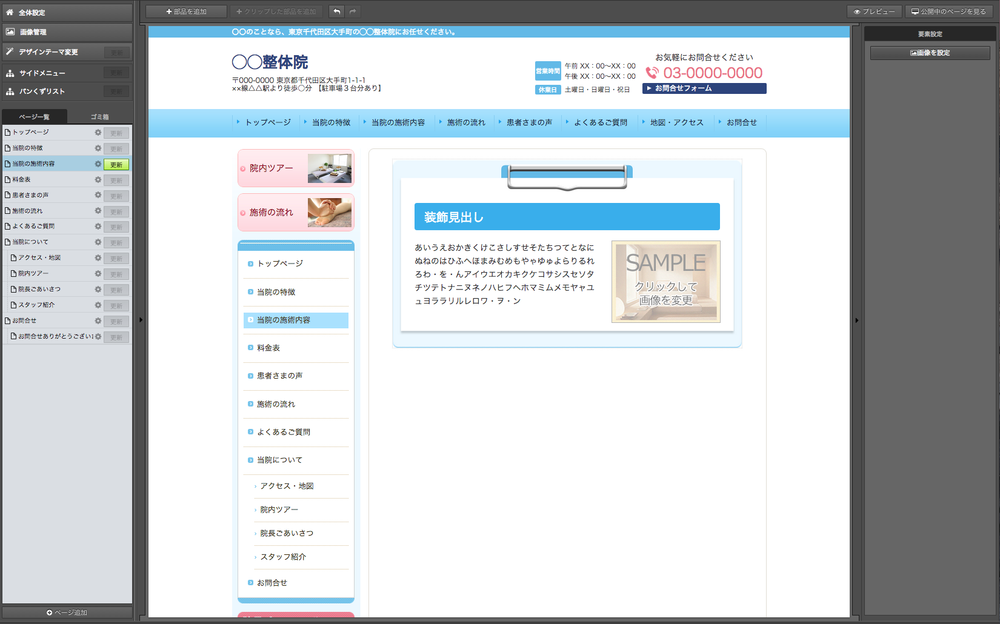 全体設定
画像管理
デザインテーマ変更
更新
サイドメニュー
更新
パンくずリスト
更新
ページ一覧
ゴミ箱
トップページ
更新
当院の特徴
更新
当院の施術内容
更新
料金表
更新
患者さまの声
更新
施術の流れ
更新
よくあるご質問
更新
当院について
更新
アクセス・地図
更新
院内ツアー
更新
院長ごあいさつ
更新
スタッフ紹介
更新
お問合せ
更新
お問合せありがとうござい
更新
ページ追加
部品を追加
クリップした部品を追加
プレビュー
公開中のページを見る
〇〇のことなら、東京千代田区大手町の〇〇整体院にお任せください。
〇〇整体院
〒000-0000 東京都千代田区大手町1-1-1
××線△△駅より徒歩〇分 【駐車場３台分あり】
営業時間
午前 XX：00〜XX：00
午後 XX：00〜XX：00
休業日
土曜日・日曜日・祝日
お気軽にお問合せください
03-0000-0000
お問合せフォーム
トップページ
当院の特徴
当院の施術内容
施術の流れ
患者さまの声
よくあるご質問
地図・アクセス
お問合せ
院内ツアー
施術の流れ
トップページ
当院の特徴
当院の施術内容
料金表
患者さまの声
施術の流れ
よくあるご質問
当院について
アクセス・地図
院内ツアー
院長ごあいさつ
スタッフ紹介
お問合せ
装飾見出し
あいうえおかきくけこさしすせそたちつてとなに
ぬねのはひふへほまみむめもやゃゆゅよらりるれ
ろわ・を・んアイウエオカキクケコサシスセソタ
チツテトナニヌネノハヒフヘホマミムメモヤャユ
ュヨララリルレロワ・ヲ・ン
SAMPLE
クリックして
画像を変更
要素設定
画像を設定